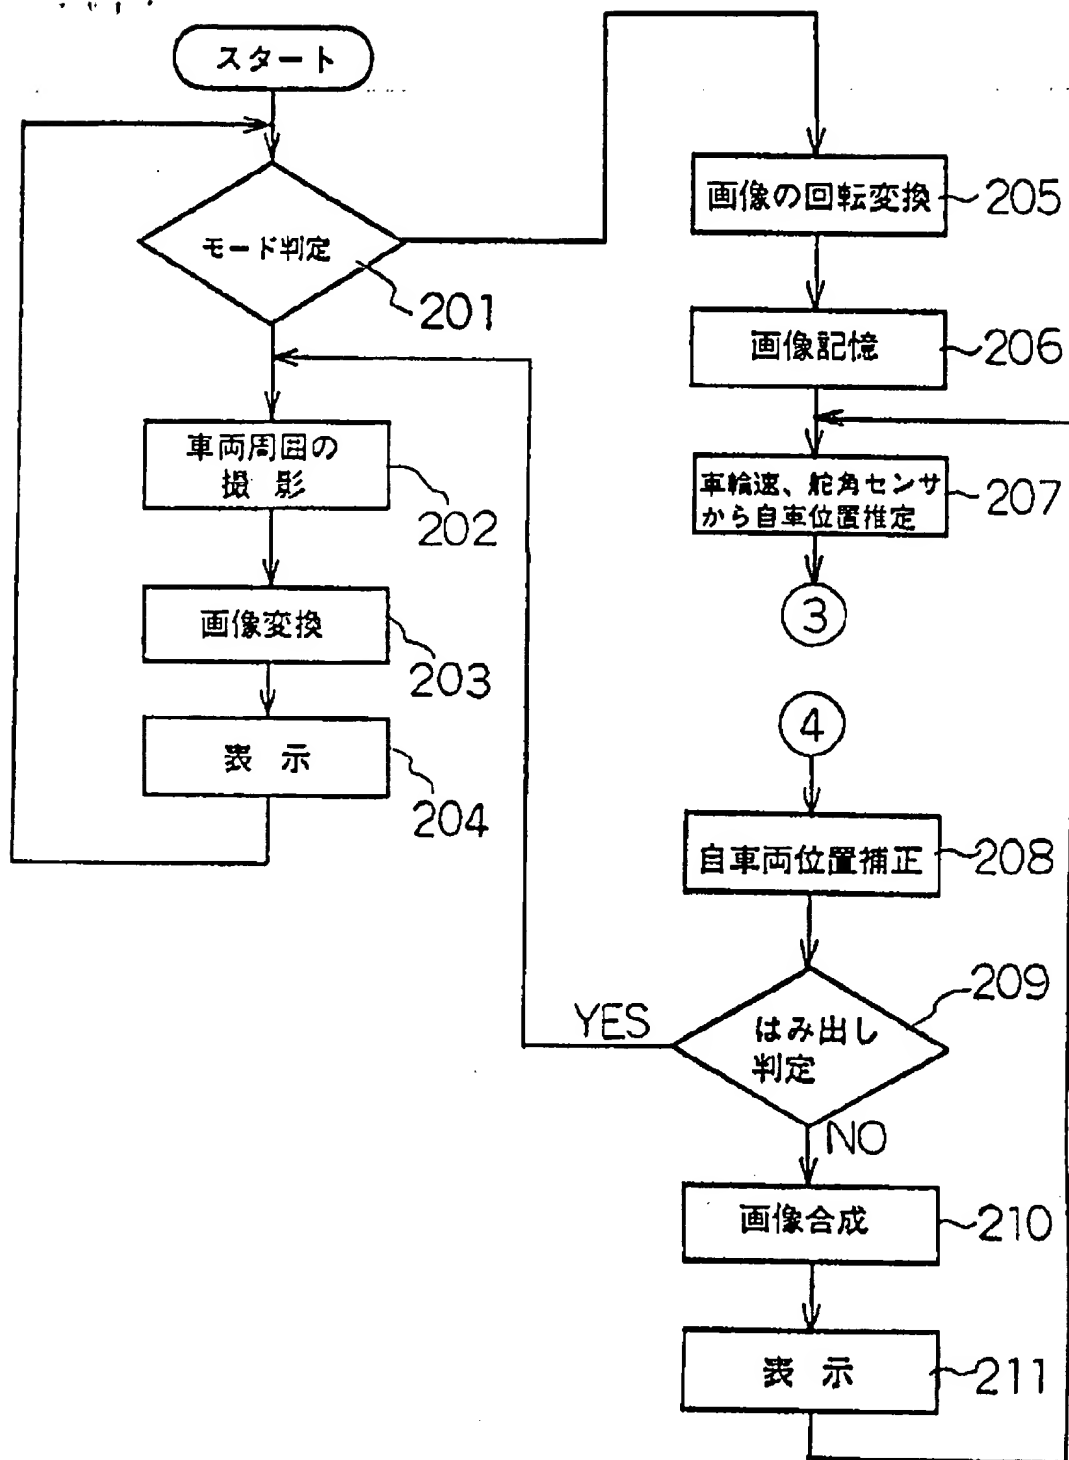 スタート
モード判定
201
車両周囲の
撮 影
202
画像変換
203
表 示
204
画像の回転変換
205
画像記憶
206
車輪速、舵角センサ
から自車位置推定
207
3
4
自車両位置補正
208
はみ出し
判定
209
YES
NO
画像合成
210
表 示
211